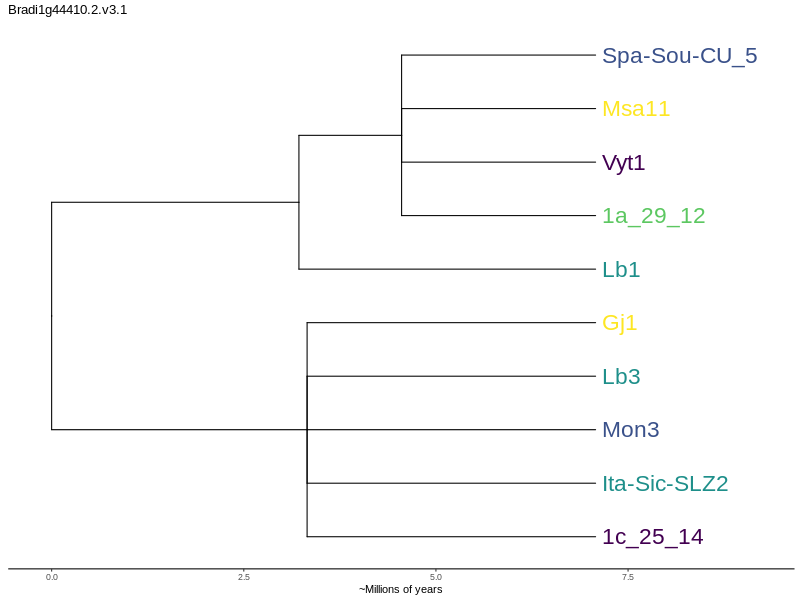 Bradi1g44410.2.v3.1
Spa-Sou-CU_5
Msa11
Vyt1
1a_29_12
Lb1
Gj1
Lb3
Mon3
Ita-Sic-SLZ2
1c_25_14
0.0 2.5 5.0 7.5
~Millions of years